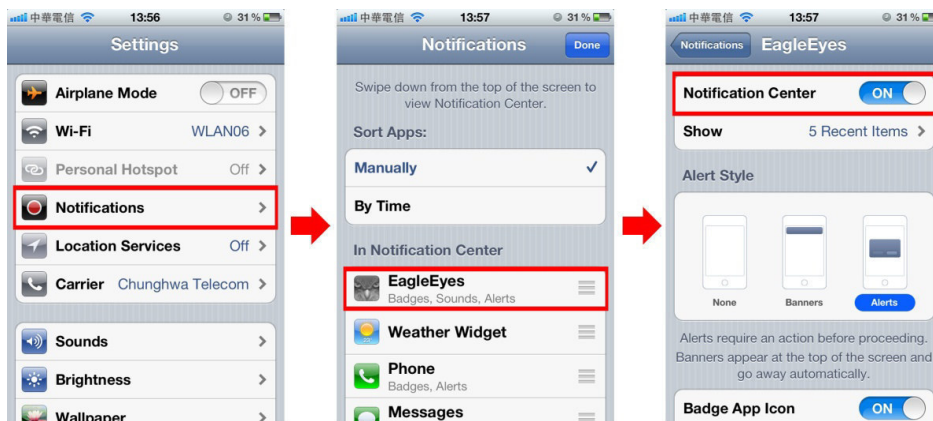 中華電信 13:56 31%
Settings
Airplane Mode OFF
Wi-Fi WLAN06
Personal Hotspot Off
Notifications
Location Services Off
Carrier Chunghwa Telecom
Sounds
Brightness
Wallpaper
中華電信 13:57 31%
Notifications Done
Swipe down from the top of the screen to
view Notification Center.
Sort Apps:
Manually
By Time
In Notification Center
EagleEyes
Badges, Sounds, Alerts
Weather Widget
Phone
Badges, Alerts
Messages
中華電信 13:57 31%
Notifications EagleEyes
Notification Center ON
Show 5 Recent Items
Alert Style
None Banners Alerts
Alerts require an action before proceeding.
Banners appear at the top of the screen and
go away automatically.
Badge App Icon ON